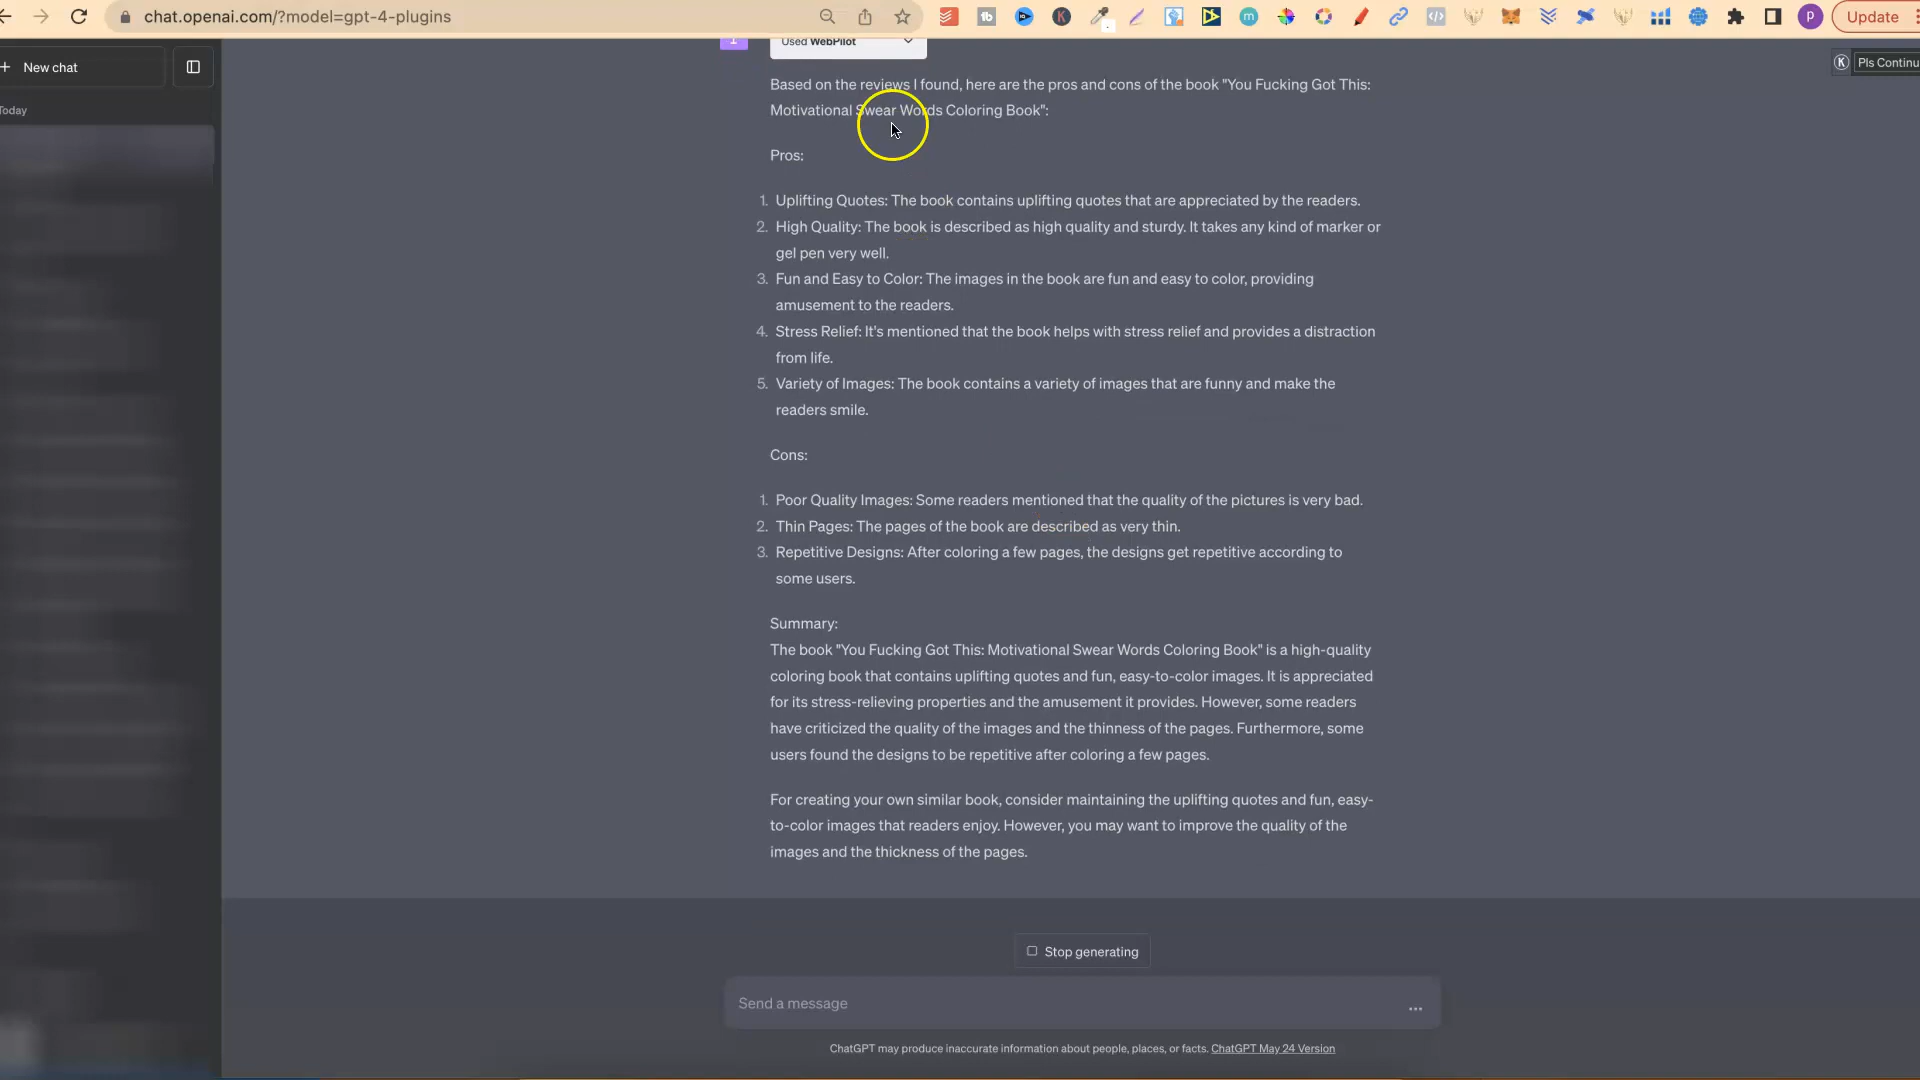 chat.openai.com/?model=gpt-4-plugins
Update
New chat
Today
Used WebPilot
Pls Continu
Based on the reviews I found, here are the pros and cons of the book "You Fucking Got This:
Motivational Swear Words Coloring Book":
Pros:
1. Uplifting Quotes: The book contains uplifting quotes that are appreciated by the readers.
2. High Quality: The book is described as high quality and sturdy. It takes any kind of marker or
gel pen very well.
3. Fun and Easy to Color: The images in the book are fun and easy to color, providing
amusement to the readers.
4. Stress Relief: It's mentioned that the book helps with stress relief and provides a distraction
from life.
5. Variety of Images: The book contains a variety of images that are funny and make the
readers smile.
Cons:
1. Poor Quality Images: Some readers mentioned that the quality of the pictures is very bad.
2. Thin Pages: The pages of the book are described as very thin.
3. Repetitive Designs: After coloring a few pages, the designs get repetitive according to
some users.
Summary:
The book "You Fucking Got This: Motivational Swear Words Coloring Book" is a high-quality
coloring book that contains uplifting quotes and fun, easy-to-color images. It is appreciated
for its stress-relieving properties and the amusement it provides. However, some readers
have criticized the quality of the images and the thinness of the pages. Furthermore, some
users found the designs to be repetitive after coloring a few pages.
For creating your own similar book, consider maintaining the uplifting quotes and fun, easy-
to-color images that readers enjoy. However, you may want to improve the quality of the
images and the thickness of the pages.
Stop generating
Send a message
ChatGPT may produce inaccurate information about people, places, or facts. ChatGPT May 24 Version